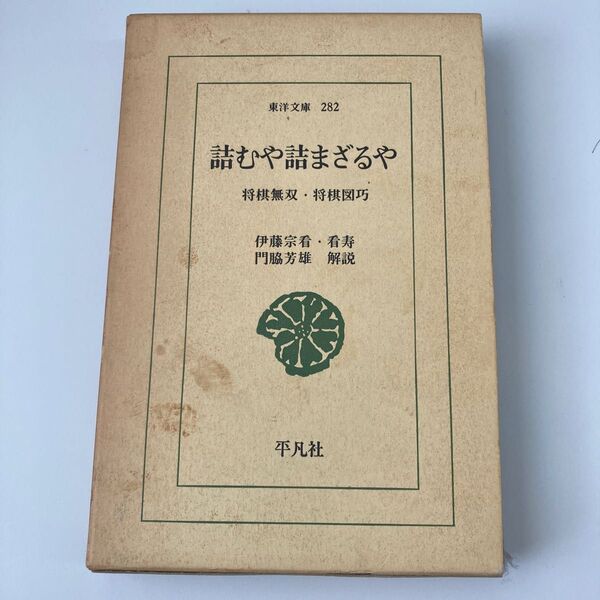 東洋文庫 282
詰むや詰まざるや
将棋無双・将棋図巧
伊藤宗看・看寿
門脇芳雄 解説
平凡社